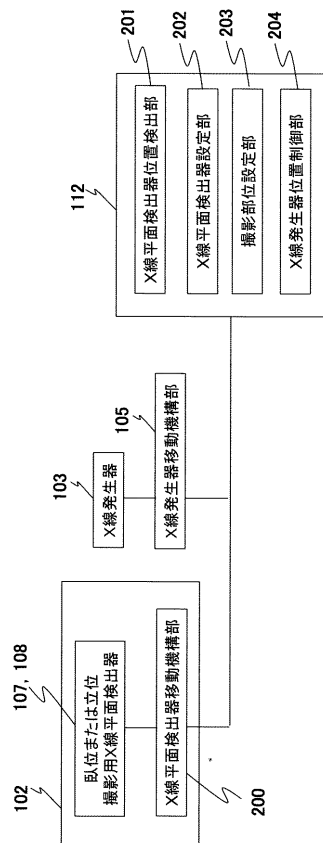 102
107, 108
臥位または立位
撮影用X線平面検出器
X線平面検出器移動機構部
200
103
X線発生器
105
X線発生器移動機構部
112
X線平面検出器位置検出部
201
X線平面検出器設定部
202
撮影部位設定部
203
X線発生器位置制御部
204